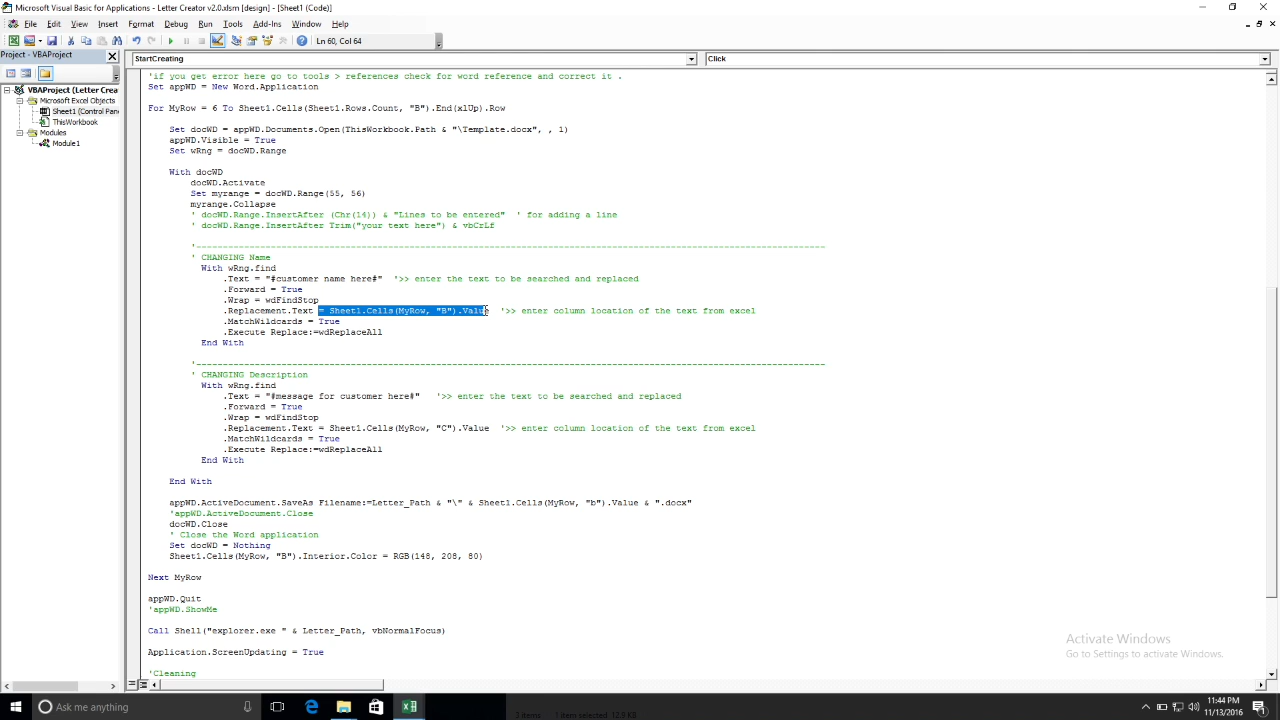 Microsoft Visual Basic for Applications - Letter Creator v2.0.xlsm [design] - [Sheet1 (Code)]
File Edit View Insert Format Debug Run Tools Add-Ins Window Help
Ln 60, Col 64
Project - VBAProject
StartCreating
Click
VBAProject (Letter Crea
Microsoft Excel Objects
Sheet1 (Control Pan
ThisWorkbook
Modules
Module1
'if you get error here go to tools > references check for word reference and correct it .
Set appWD = New Word.Application
For MyRow = 6 To Sheet1.Cells(Sheet1.Rows.Count, "B").End(xlUp).Row
Set docWD = appWD.Documents.Open(ThisWorkbook.Path & "\Template.docx", , 1)
appWD.Visible = True
Set wRng = docWD.Range
With docWD
docWD.Activate
Set myrange = docWD.Range(55, 56)
myrange.Collapse
' docWD.Range.InsertAfter (Chr(14)) & "Lines to be entered" ' for adding a line
' docWD.Range.InsertAfter Trim("your text here") & vbCrLf
'---------------------------------------------------------------------------------------------------------------------
' CHANGING Name
With wRng.find
.Text = "#customer name here#" '>> enter the text to be searched and replaced
.Forward = True
.Wrap = wdFindStop
.Replacement.Text = Sheet1.Cells(MyRow, "B").Value '>> enter column location of the text from excel
.MatchWildcards = True
.Execute Replace:=wdReplaceAll
End With
'---------------------------------------------------------------------------------------------------------------------
' CHANGING Description
With wRng.find
.Text = "#message for customer here#" '>> enter the text to be searched and replaced
.Forward = True
.Wrap = wdFindStop
.Replacement.Text = Sheet1.Cells(MyRow, "C").Value '>> enter column location of the text from excel
.MatchWildcards = True
.Execute Replace:=wdReplaceAll
End With
End With
appWD.ActiveDocument.SaveAs Filename:=Letter_Path & "\" & Sheet1.Cells(MyRow, "b").Value & ".docx"
'appWD.ActiveDocument.Close
docWD.Close
' Close the Word application
Set docWD = Nothing
Sheet1.Cells(MyRow, "B").Interior.Color = RGB(148, 208, 80)
Next MyRow
appWD.Quit
'appWD.ShowMe
Call Shell("explorer.exe " & Letter_Path, vbNormalFocus)
Application.ScreenUpdating = True
'Cleaning
Activate Windows
Go to Settings to activate Windows.
Ask me anything
3 items 1 item selected 12.9 KB
11:44 PM
11/13/2016
1